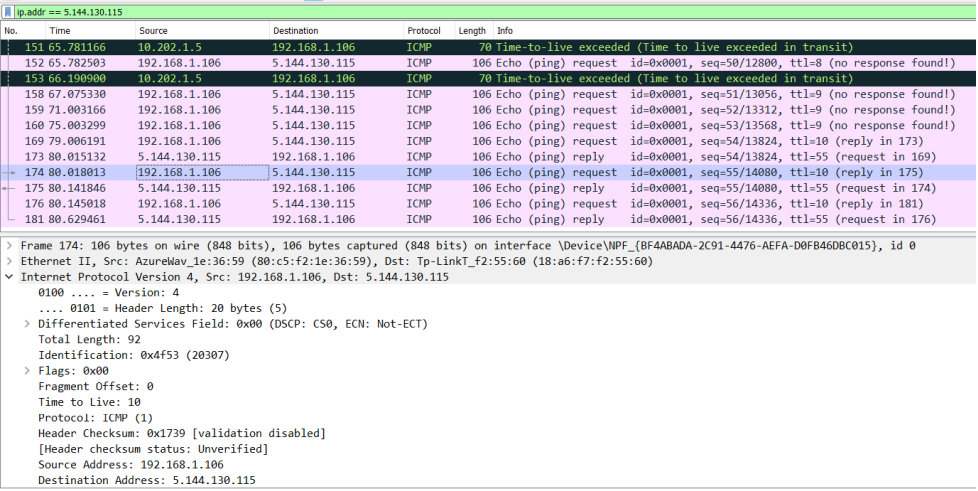 ip.addr == 5.144.130.115
No. Time Source Destination Protocol Length Info
151 65.781166 10.202.1.5 192.168.1.106 ICMP 70 Time-to-live exceeded (Time to live exceeded in transit)
152 65.782503 192.168.1.106 5.144.130.115 ICMP 106 Echo (ping) request id=0x0001, seq=50/12800, ttl=8 (no response found!)
153 66.190900 10.202.1.5 192.168.1.106 ICMP 70 Time-to-live exceeded (Time to live exceeded in transit)
158 67.075330 192.168.1.106 5.144.130.115 ICMP 106 Echo (ping) request id=0x0001, seq=51/13056, ttl=9 (no response found!)
159 71.003166 192.168.1.106 5.144.130.115 ICMP 106 Echo (ping) request id=0x0001, seq=52/13312, ttl=9 (no response found!)
160 75.003299 192.168.1.106 5.144.130.115 ICMP 106 Echo (ping) request id=0x0001, seq=53/13568, ttl=9 (no response found!)
169 79.006191 192.168.1.106 5.144.130.115 ICMP 106 Echo (ping) request id=0x0001, seq=54/13824, ttl=10 (reply in 173)
173 80.015132 5.144.130.115 192.168.1.106 ICMP 106 Echo (ping) reply id=0x0001, seq=54/13824, ttl=55 (request in 169)
174 80.018013 192.168.1.106 5.144.130.115 ICMP 106 Echo (ping) request id=0x0001, seq=55/14080, ttl=10 (reply in 175)
175 80.141846 5.144.130.115 192.168.1.106 ICMP 106 Echo (ping) reply id=0x0001, seq=55/14080, ttl=55 (request in 174)
176 80.145018 192.168.1.106 5.144.130.115 ICMP 106 Echo (ping) request id=0x0001, seq=56/14336, ttl=10 (reply in 181)
181 80.629461 5.144.130.115 192.168.1.106 ICMP 106 Echo (ping) reply id=0x0001, seq=56/14336, ttl=55 (request in 176)
Frame 174: 106 bytes on wire (848 bits), 106 bytes captured (848 bits) on interface \Device\NPF_{BF4ABADA-2C91-4476-AEFA-D0FB46DBC015}, id 0
Ethernet II, Src: AzureWav_1e:36:59 (80:c5:f2:1e:36:59), Dst: Tp-LinkT_f2:55:60 (18:a6:f7:f2:55:60)
Internet Protocol Version 4, Src: 192.168.1.106, Dst: 5.144.130.115
0100 .... = Version: 4
.... 0101 = Header Length: 20 bytes (5)
Differentiated Services Field: 0x00 (DSCP: CS0, ECN: Not-ECT)
Total Length: 92
Identification: 0x4f53 (20307)
Flags: 0x00
Fragment Offset: 0
Time to Live: 10
Protocol: ICMP (1)
Header Checksum: 0x1739 [validation disabled]
[Header checksum status: Unverified]
Source Address: 192.168.1.106
Destination Address: 5.144.130.115